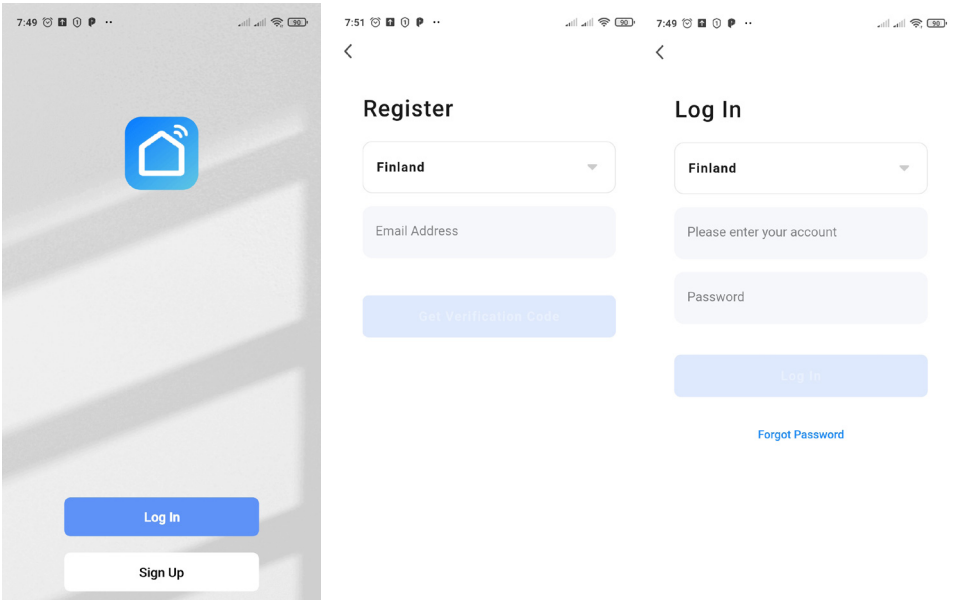 7:49
90
Log In
Sign Up
7:51
90
Register
Finland
Email Address
Get Verification Code
7:49
90
Log In
Finland
Please enter your account
Password
Log In
Forgot Password